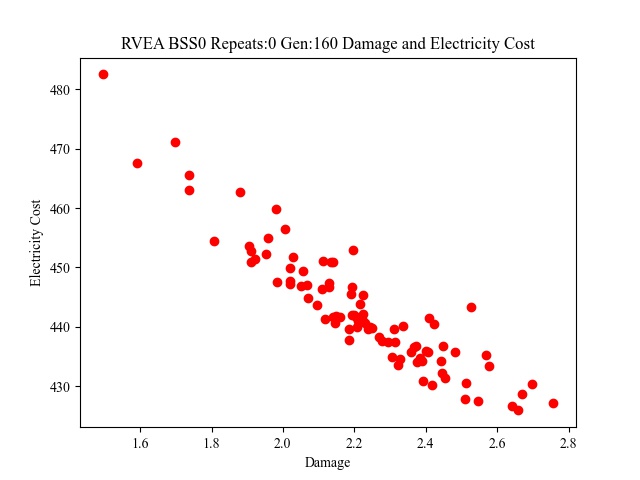 RVEA BSS0 Repeats:0 Gen:160 Damage and Electricity Cost
480
470
460
450
440
430
Electricity Cost
1.6 1.8 2.0 2.2 2.4 2.6 2.8
Damage